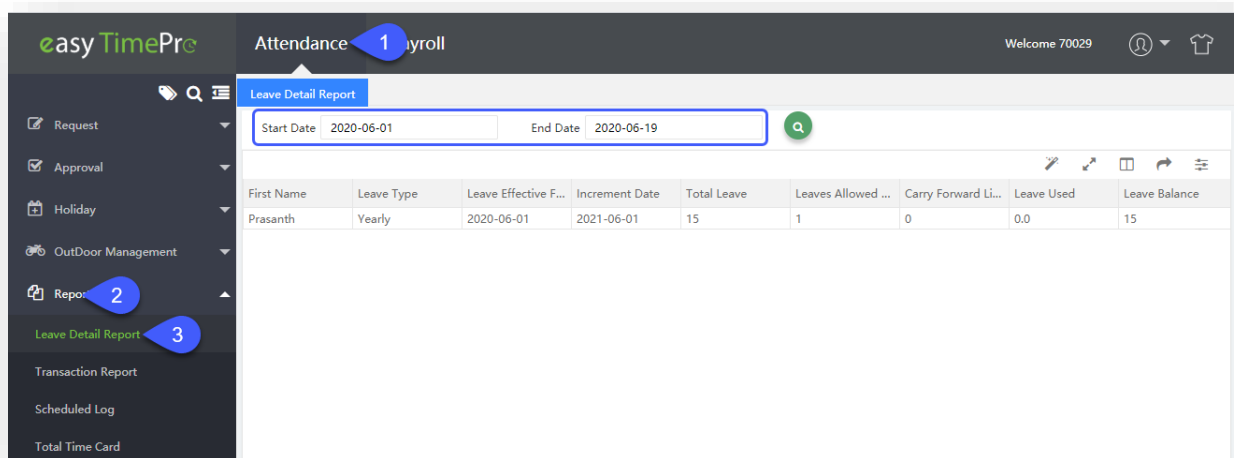 easy TimePro
Attendance 1 yroll
Welcome 70029
Leave Detail Report
Request
Start Date 2020-06-01 End Date 2020-06-19
Approval
First Name Leave Type Leave Effective F... Increment Date Total Leave Leaves Allowed ... Carry Forward Li... Leave Used Leave Balance
Holiday
Prasanth Yearly 2020-06-01 2021-06-01 15 1 0 0.0 15
OutDoor Management
Repor 2
Leave Detail Report 3
Transaction Report
Scheduled Log
Total Time Card